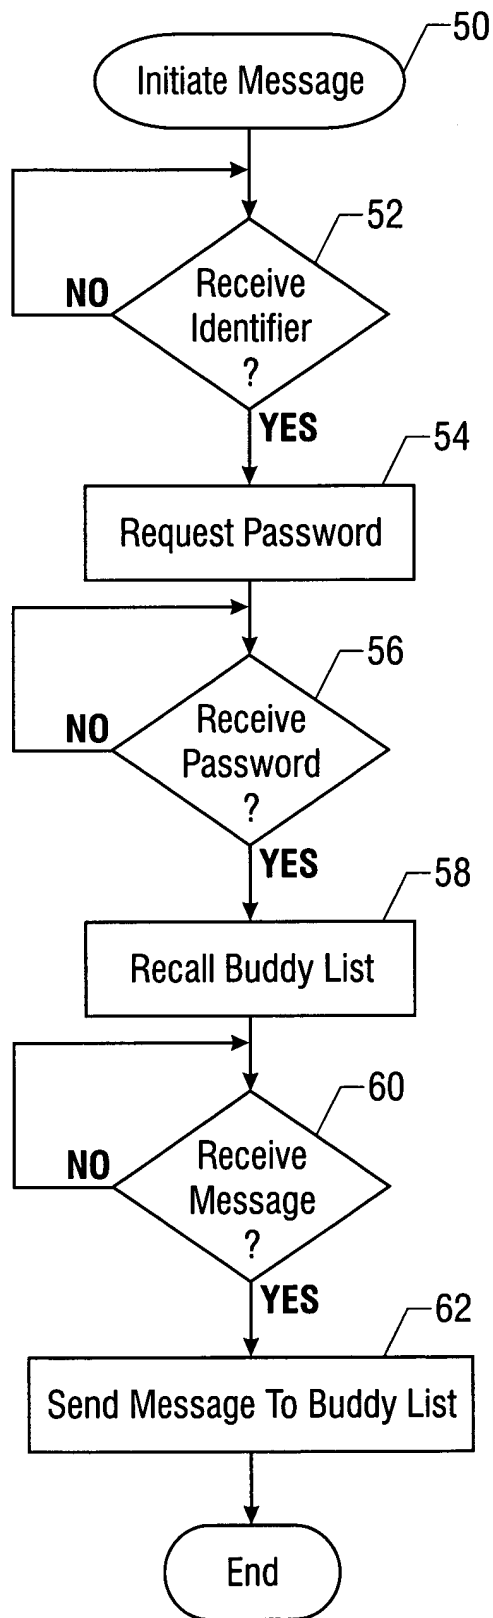 50
Initiate Message
52
Receive
Identifier
?
NO
YES
54
Request Password
56
Receive
Password
?
NO
YES
58
Recall Buddy List
60
Receive
Message
?
NO
YES
62
Send Message To Buddy List
End